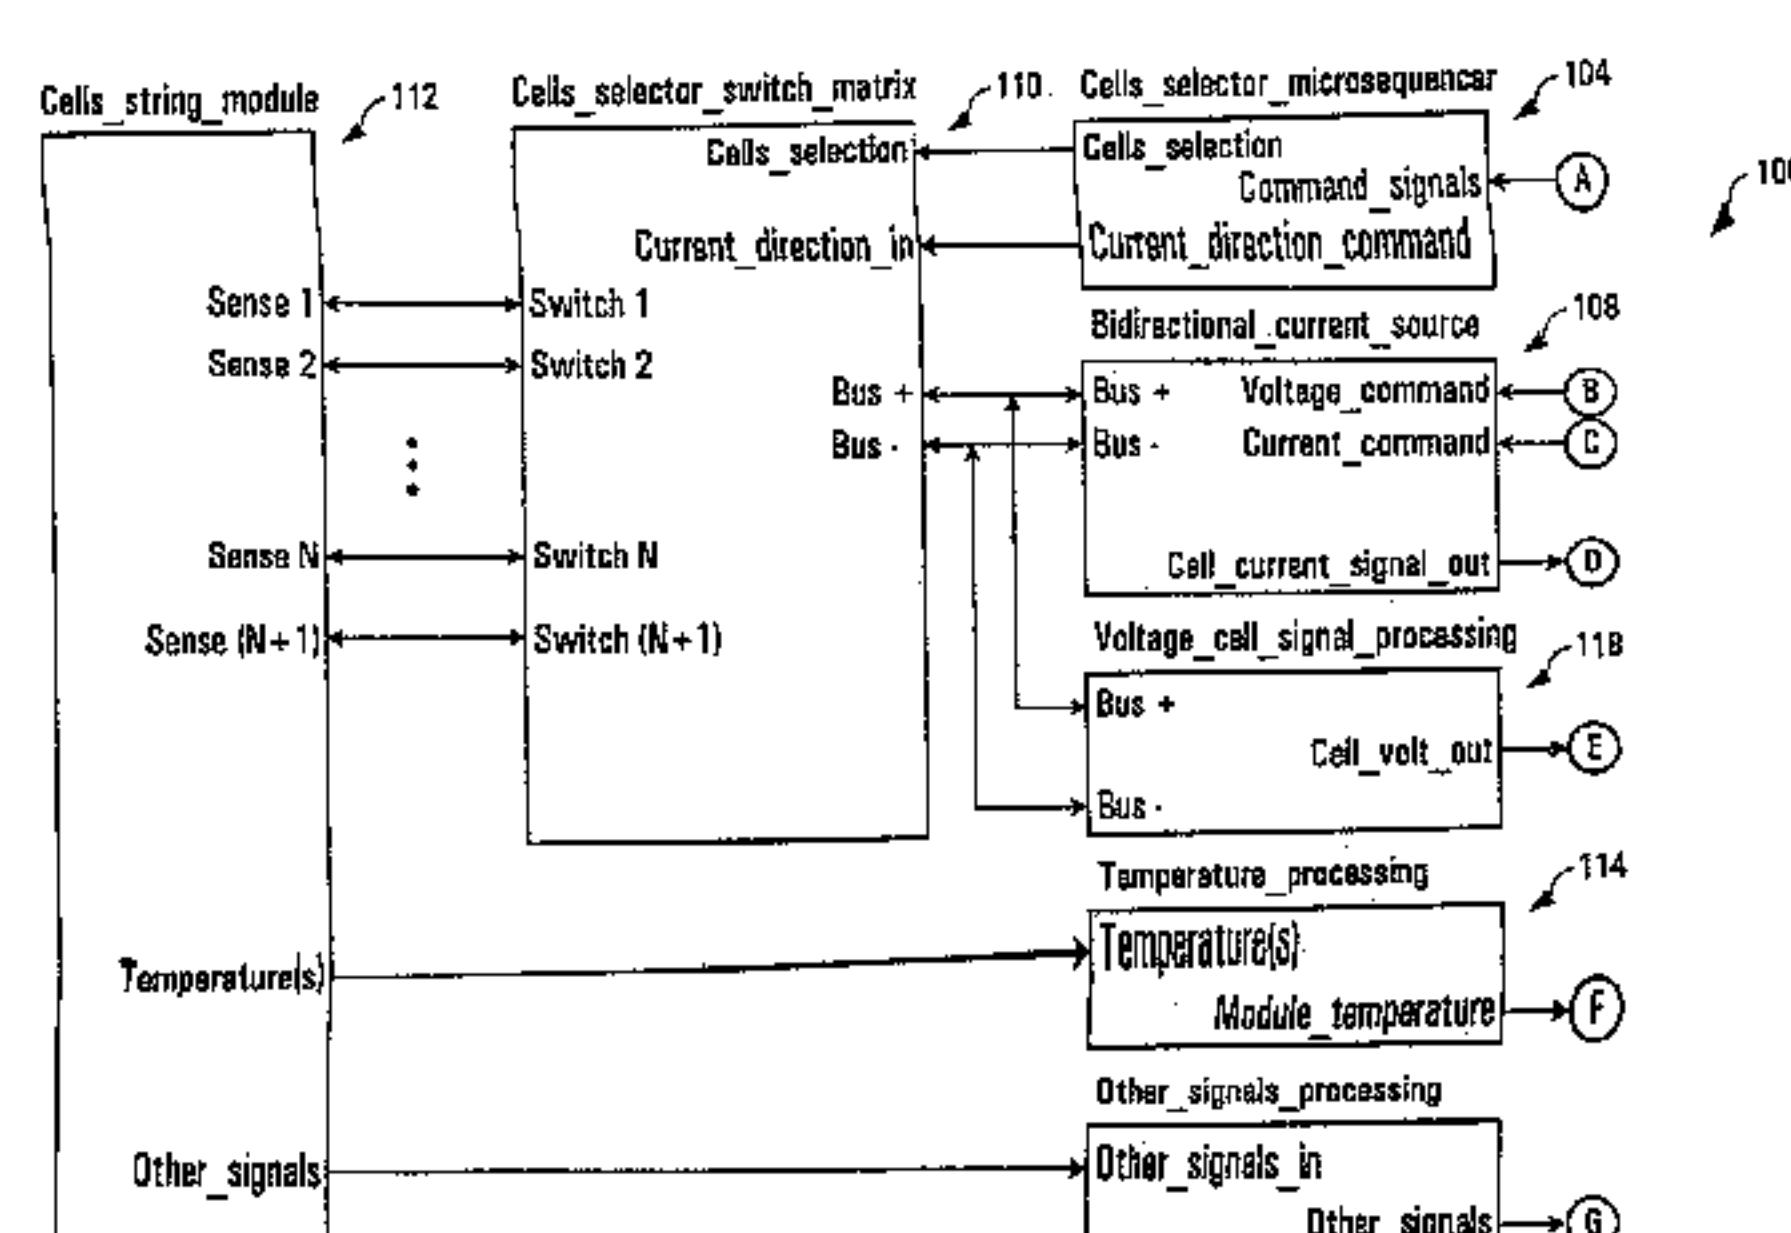 Cells_string_module
112
Cells_selector_switch_matrix
110.
Cells_selector_microsequencer
104
Cells_selection
Cells_selection
Command_signals
A
Current_direction_in
Current_direction_command
Sense 1
Switch 1
Sense 2
Switch 2
Bidirectional_current_source
108
Bus +
Bus +
Voltage_command
B
Bus -
Bus -
Current_command
C
Sense N
Switch N
Cell_current_signal_out
D
Sense (N+1)
Switch (N+1)
Voltage_cell_signal_processing
118
Bus +
Cell_volt_out
E
Bus -
Temperature_processing
114
Temperature(s)
Temperature(s)
Module_temperature
F
Other_signals_processing
Other_signals
Other_signals_in
Other_signals
G